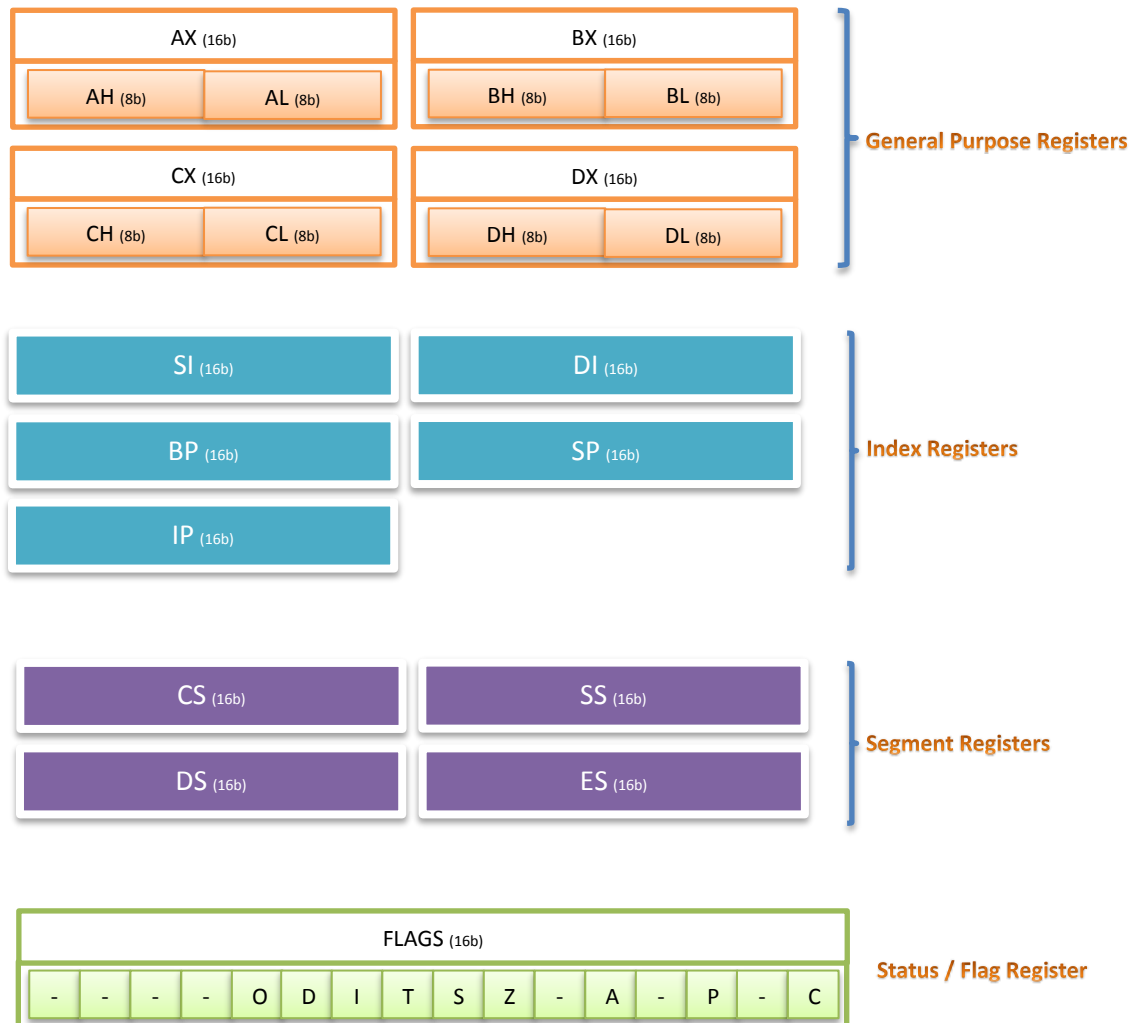 AX (16b)
BX (16b)
AH (8b)
AL (8b)
BH (8b)
BL (8b)
General Purpose Registers
CX (16b)
DX (16b)
CH (8b)
CL (8b)
DH (8b)
DL (8b)
SI (16b)
DI (16b)
BP (16b)
SP (16b)
Index Registers
IP (16b)
CS (16b)
SS (16b)
Segment Registers
DS (16b)
ES (16b)
FLAGS (16b)
Status / Flag Register
- - - - O D I T S Z - A - P - C